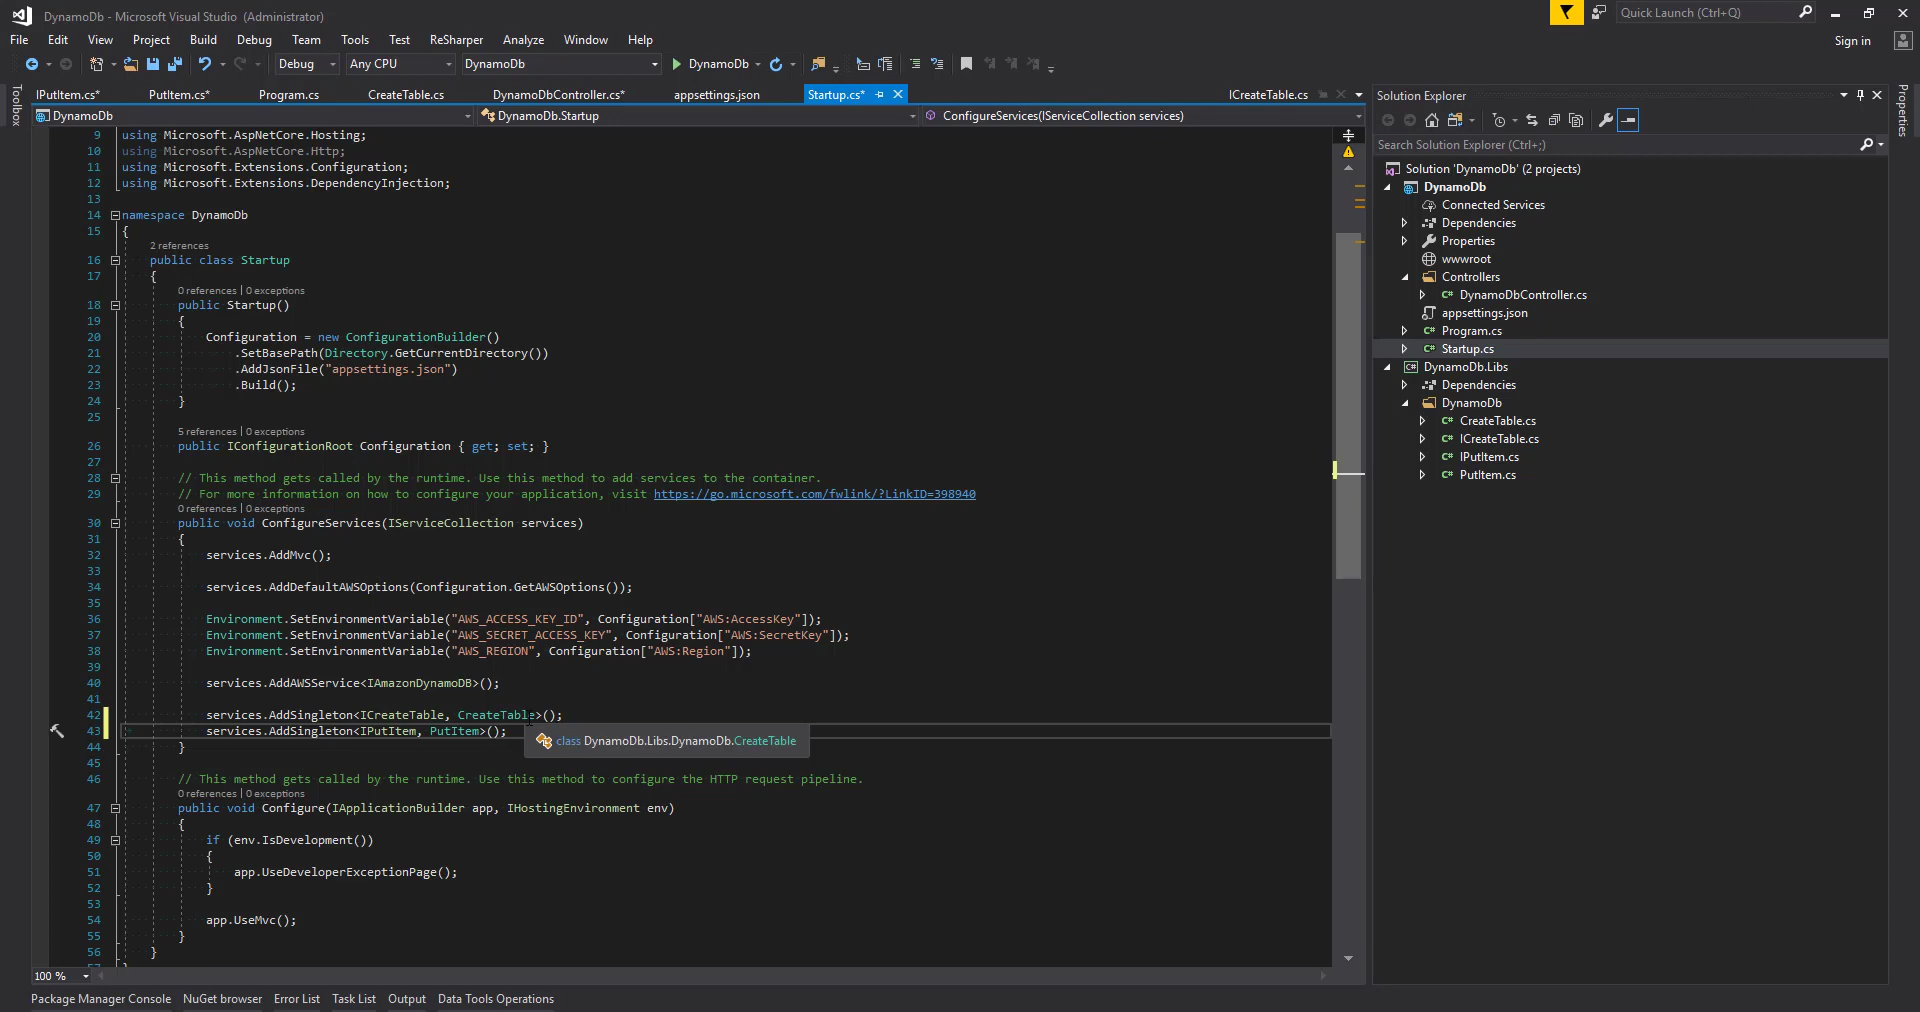 DynamoDb - Microsoft Visual Studio (Administrator)
Quick Launch (Ctrl+Q)
File Edit View Project Build Debug Team Tools Test ReSharper Analyze Window Help
Sign in
Debug Any CPU DynamoDb DynamoDb
Toolbox
IPutItem.cs* PutItem.cs* Program.cs CreateTable.cs DynamoDbController.cs* appsettings.json Startup.cs* ICreateTable.cs
DynamoDb DynamoDb.Startup ConfigureServices(IServiceCollection services)
9 using Microsoft.AspNetCore.Hosting;
10 using Microsoft.AspNetCore.Http;
11 using Microsoft.Extensions.Configuration;
12 using Microsoft.Extensions.DependencyInjection;
13
14 namespace DynamoDb
15 {
2 references
16 public class Startup
17 {
0 references | 0 exceptions
18 public Startup()
19 {
20 Configuration = new ConfigurationBuilder()
21 .SetBasePath(Directory.GetCurrentDirectory())
22 .AddJsonFile("appsettings.json")
23 .Build();
24 }
25
5 references | 0 exceptions
26 public IConfigurationRoot Configuration { get; set; }
27
28 // This method gets called by the runtime. Use this method to add services to the container.
29 // For more information on how to configure your application, visit https://go.microsoft.com/fwlink/?LinkID=398940
0 references | 0 exceptions
30 public void ConfigureServices(IServiceCollection services)
31 {
32 services.AddMvc();
33
34 services.AddDefaultAWSOptions(Configuration.GetAWSOptions());
35
36 Environment.SetEnvironmentVariable("AWS_ACCESS_KEY_ID", Configuration["AWS:AccessKey"]);
37 Environment.SetEnvironmentVariable("AWS_SECRET_ACCESS_KEY", Configuration["AWS:SecretKey"]);
38 Environment.SetEnvironmentVariable("AWS_REGION", Configuration["AWS:Region"]);
39
40 services.AddAWSService<IAmazonDynamoDB>();
41
42 services.AddSingleton<ICreateTable, CreateTable>();
43 services.AddSingleton<IPutItem, PutItem>();
class DynamoDb.Libs.DynamoDb.CreateTable
44 }
45
46 // This method gets called by the runtime. Use this method to configure the HTTP request pipeline.
0 references | 0 exceptions
47 public void Configure(IApplicationBuilder app, IHostingEnvironment env)
48 {
49 if (env.IsDevelopment())
50 {
51 app.UseDeveloperExceptionPage();
52 }
53
54 app.UseMvc();
55 }
56 }
57 }
100 %
Package Manager Console NuGet browser Error List Task List Output Data Tools Operations
Solution Explorer
Search Solution Explorer (Ctrl+;)
Solution 'DynamoDb' (2 projects)
DynamoDb
Connected Services
Dependencies
Properties
wwwroot
Controllers
C# DynamoDbController.cs
appsettings.json
C# Program.cs
C# Startup.cs
C# DynamoDb.Libs
Dependencies
DynamoDb
C# CreateTable.cs
C# ICreateTable.cs
C# IPutItem.cs
C# PutItem.cs
Properties